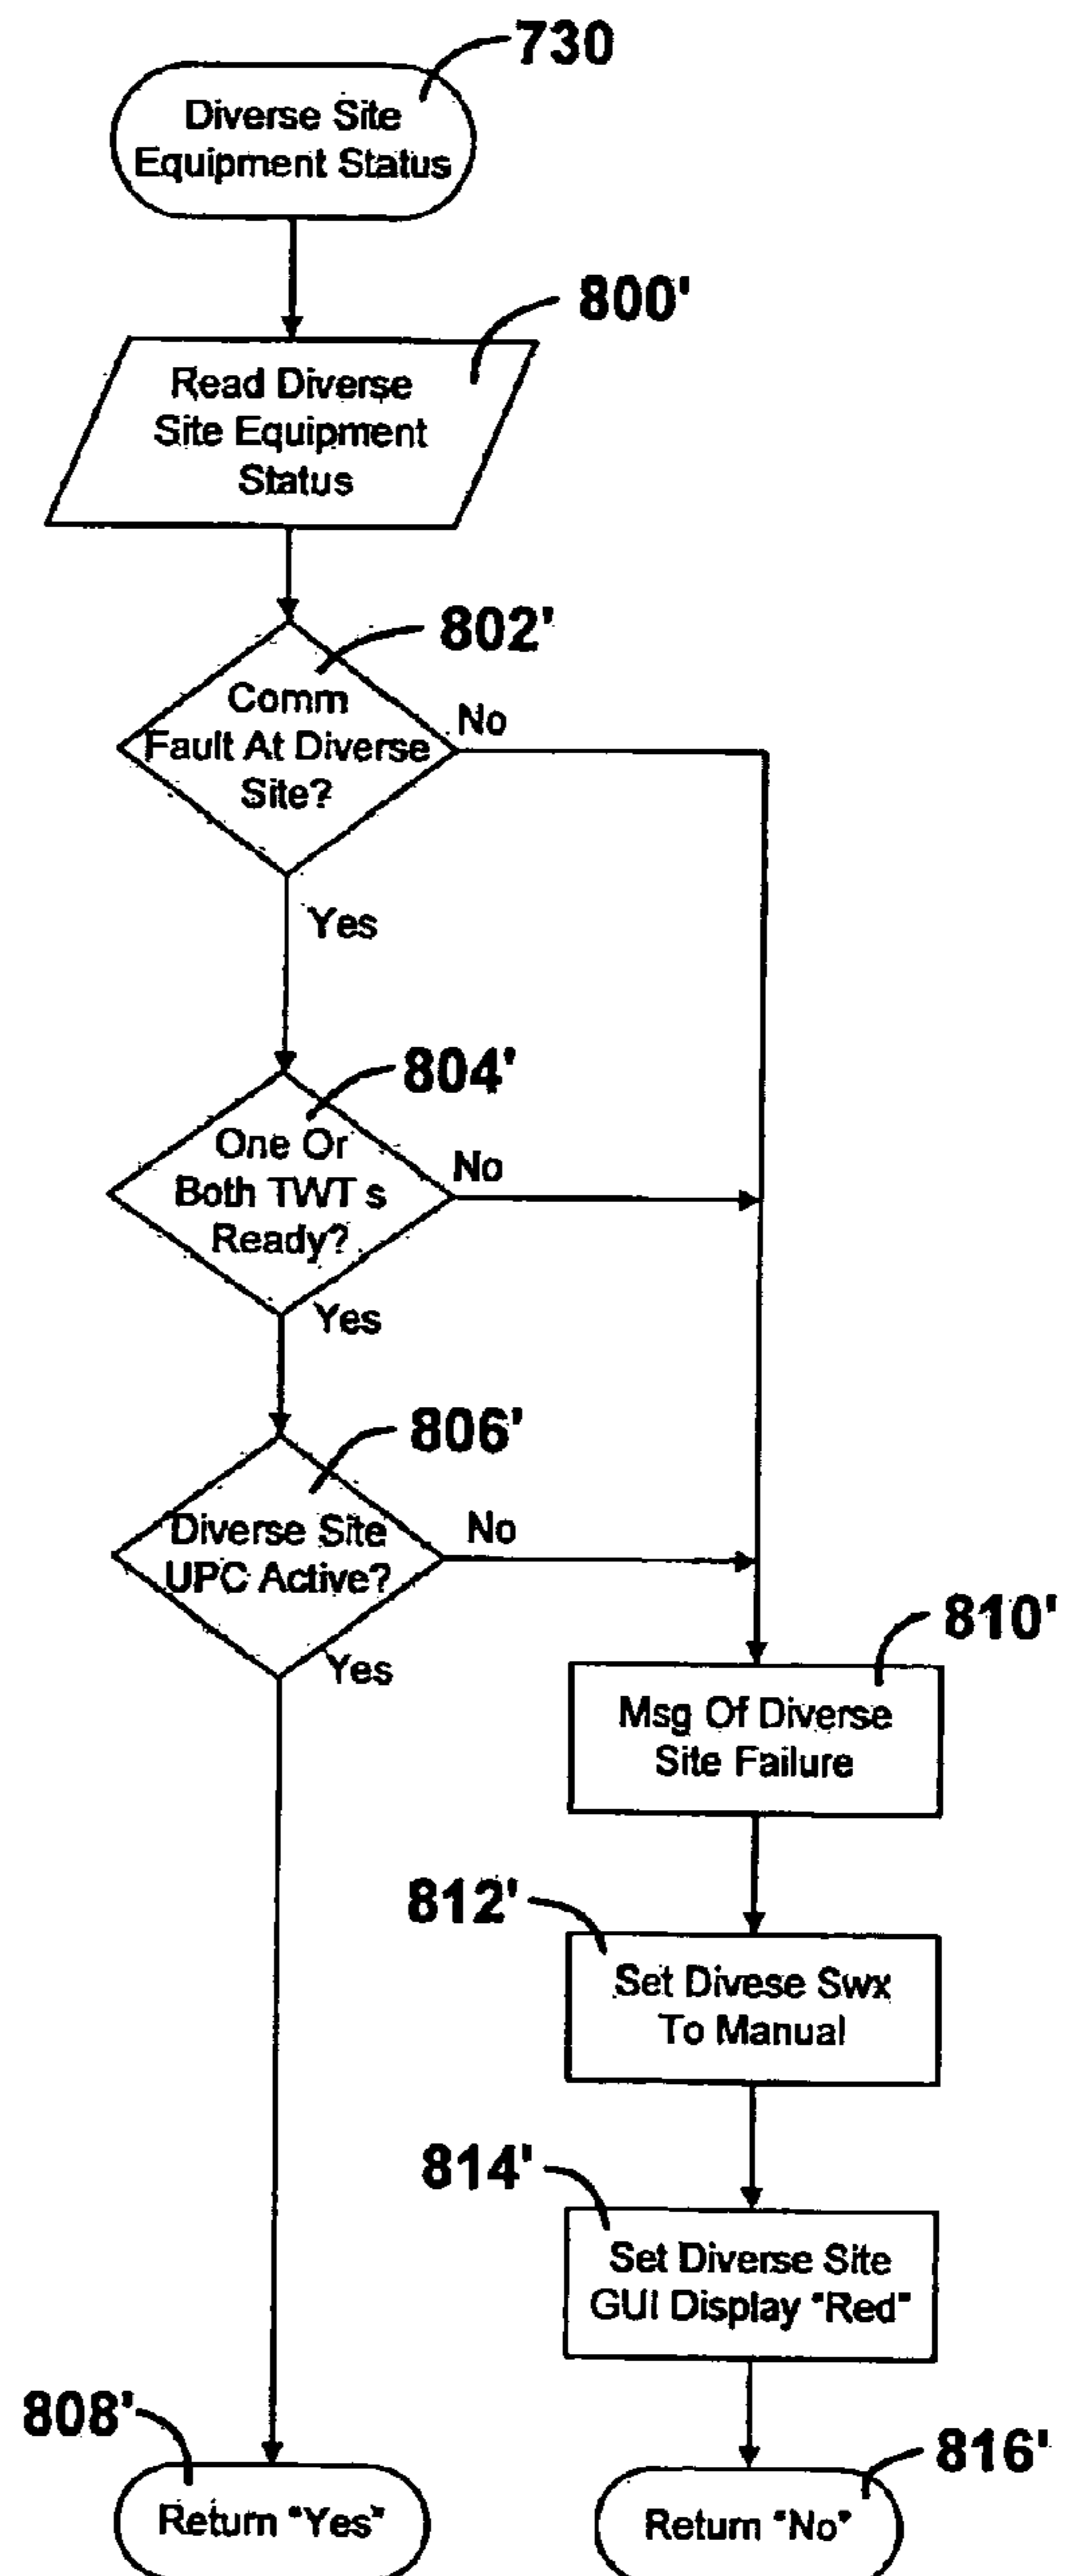 730
Diverse Site
Equipment Status
800'
Read Diverse
Site Equipment
Status
802'
Comm
Fault At Diverse
Site?
No
Yes
804'
One Or
Both TWT s
Ready?
No
Yes
806'
Diverse Site
UPC Active?
No
Yes
810'
Msg Of Diverse
Site Failure
812'
Set Divese Swx
To Manual
814'
Set Diverse Site
GUI Display "Red"
808'
Return "Yes"
816'
Return "No"